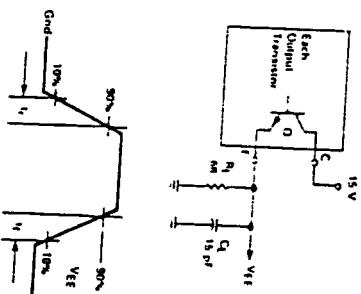 Each
Output
Transistor
Q
C
15 V
VEE
15 pF
Gnd
10%
90%
90%
10%
VEE